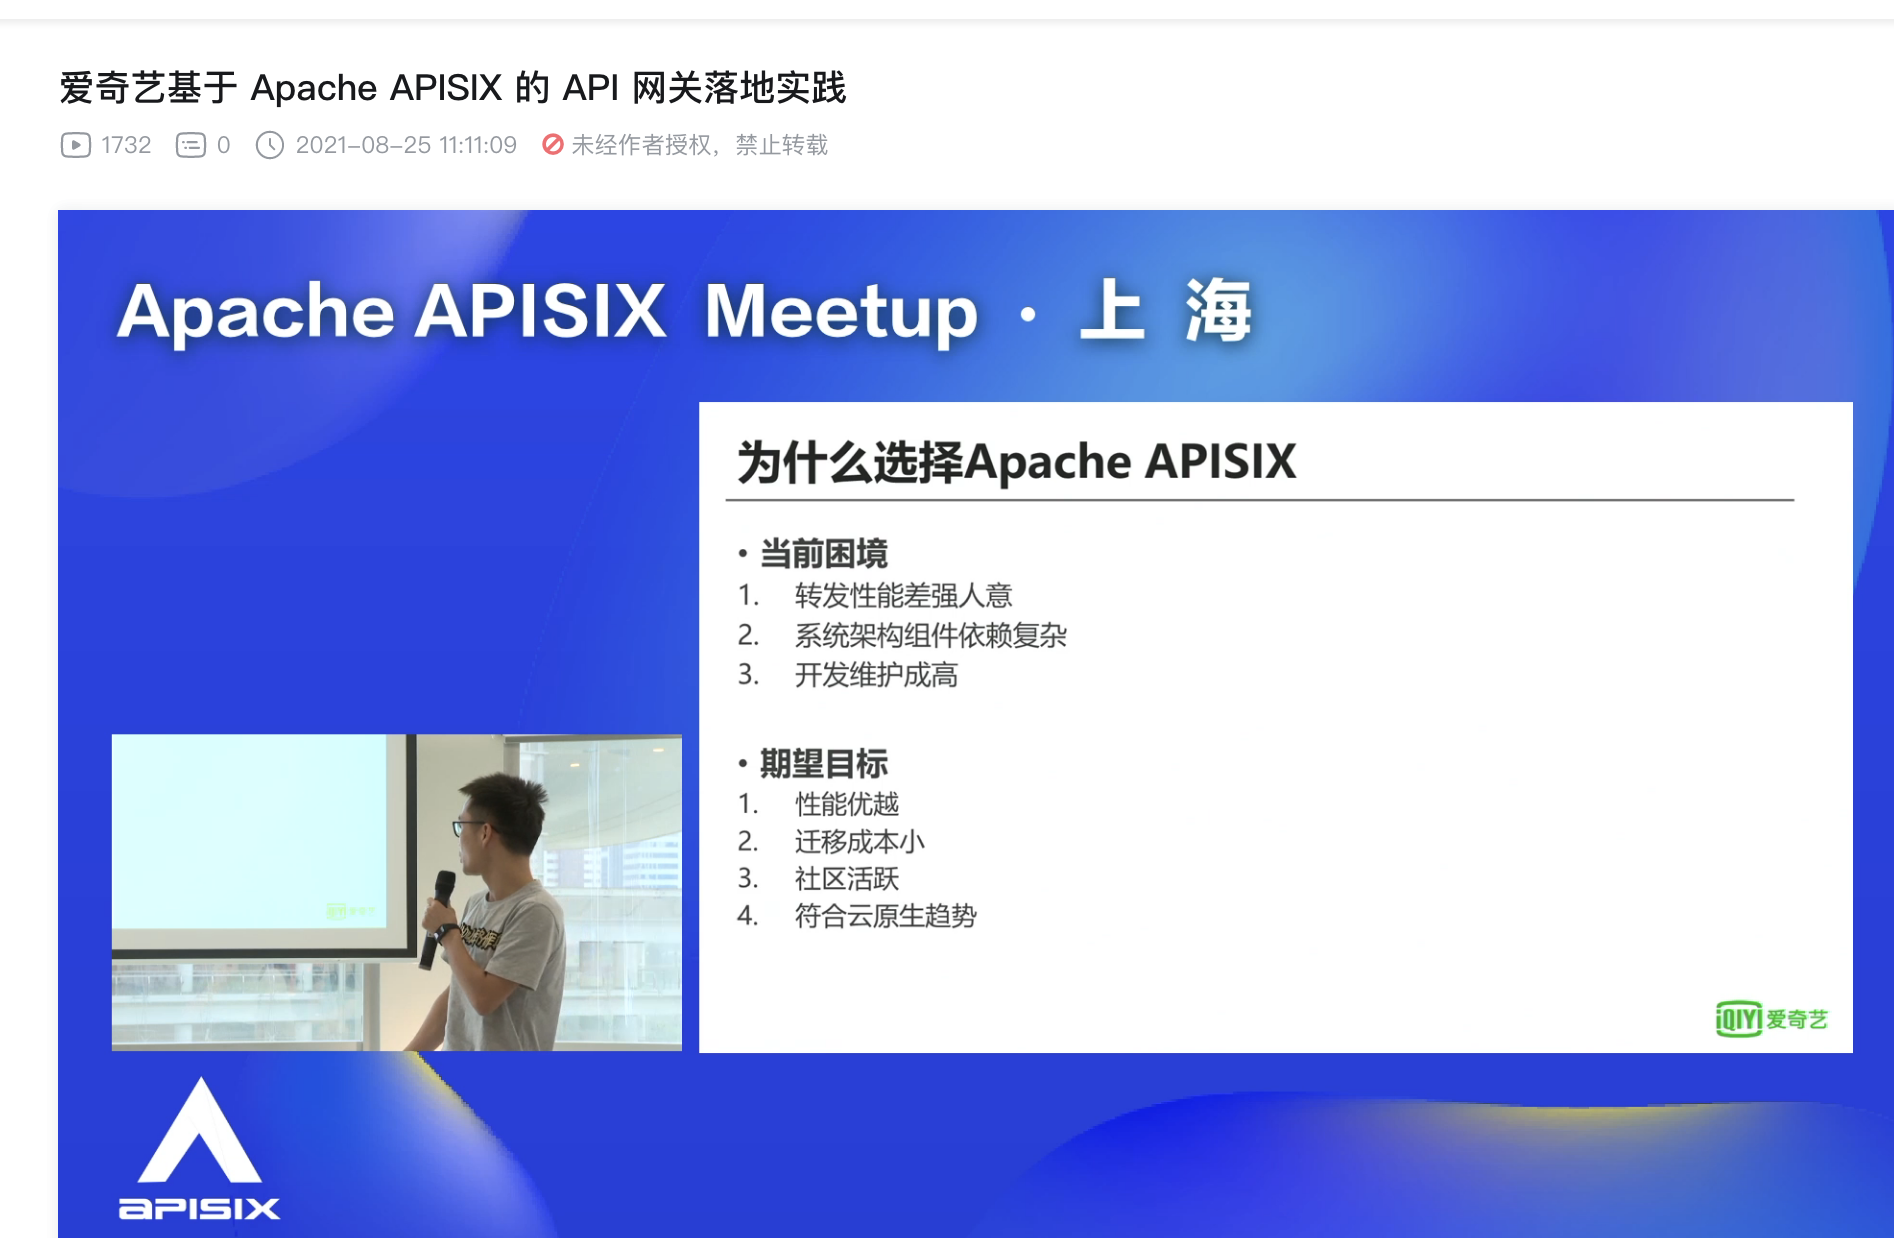 爱奇艺基于 Apache APISIX 的 API 网关落地实践
1732 0 2021-08-25 11:11:09 未经作者授权，禁止转载
Apache APISIX Meetup · 上 海
为什么选择Apache APISIX
• 当前困境
1. 转发性能差强人意
2. 系统架构组件依赖复杂
3. 开发维护成高
• 期望目标
1. 性能优越
2. 迁移成本小
3. 社区活跃
4. 符合云原生趋势
iQIYI 爱奇艺
APISIX